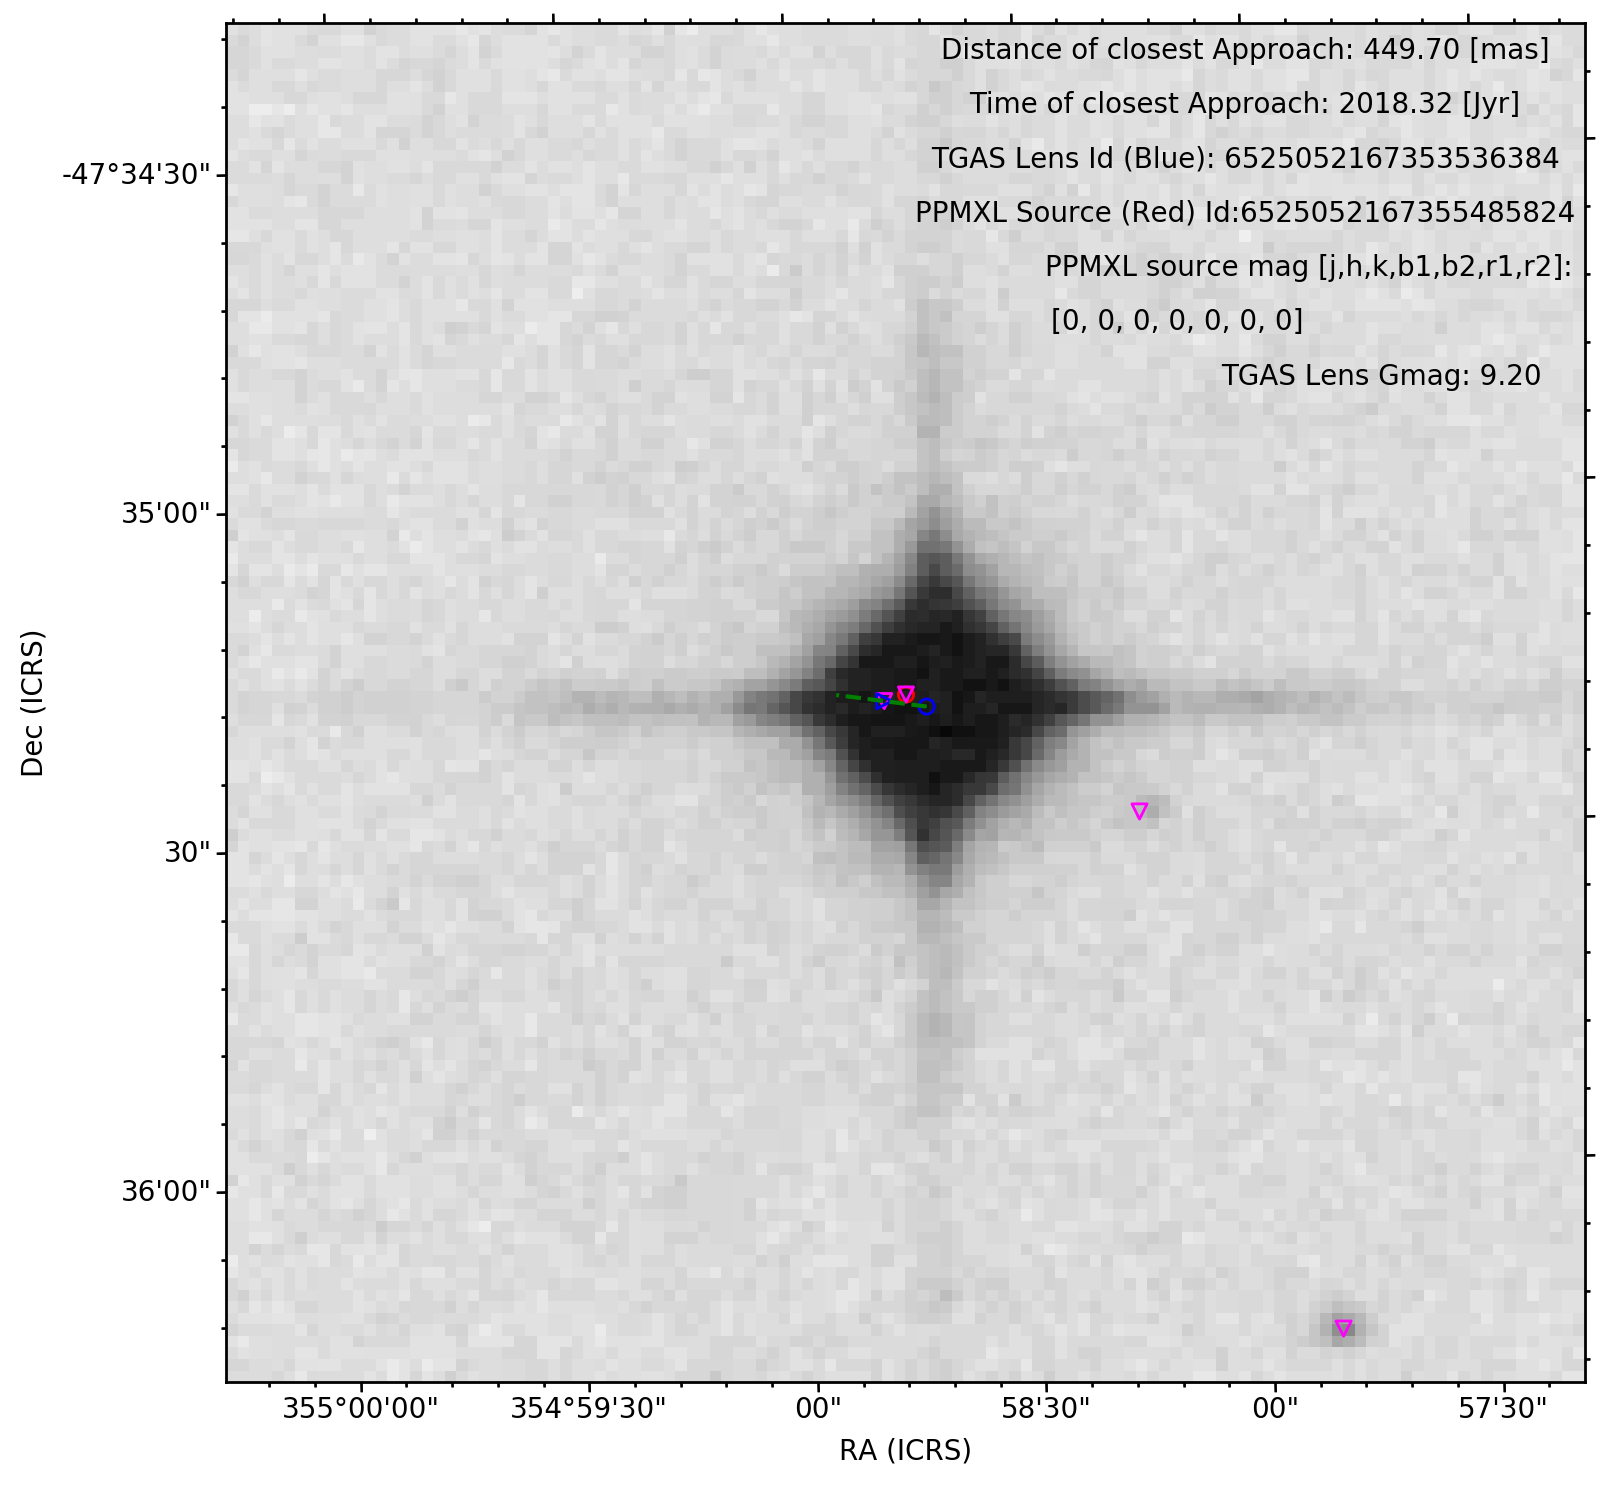 Distance of closest Approach: 449.70 [mas]
Time of closest Approach: 2018.32 [Jyr]
TGAS Lens Id (Blue): 6525052167353536384
PPMXL Source (Red) Id:6525052167355485824
PPMXL source mag [j,h,k,b1,b2,r1,r2]:
[0, 0, 0, 0, 0, 0, 0]
TGAS Lens Gmag: 9.20
-47°34'30"
35'00"
30"
36'00"
Dec (ICRS)
355°00'00" 354°59'30" 00" 58'30" 00" 57'30"
RA (ICRS)